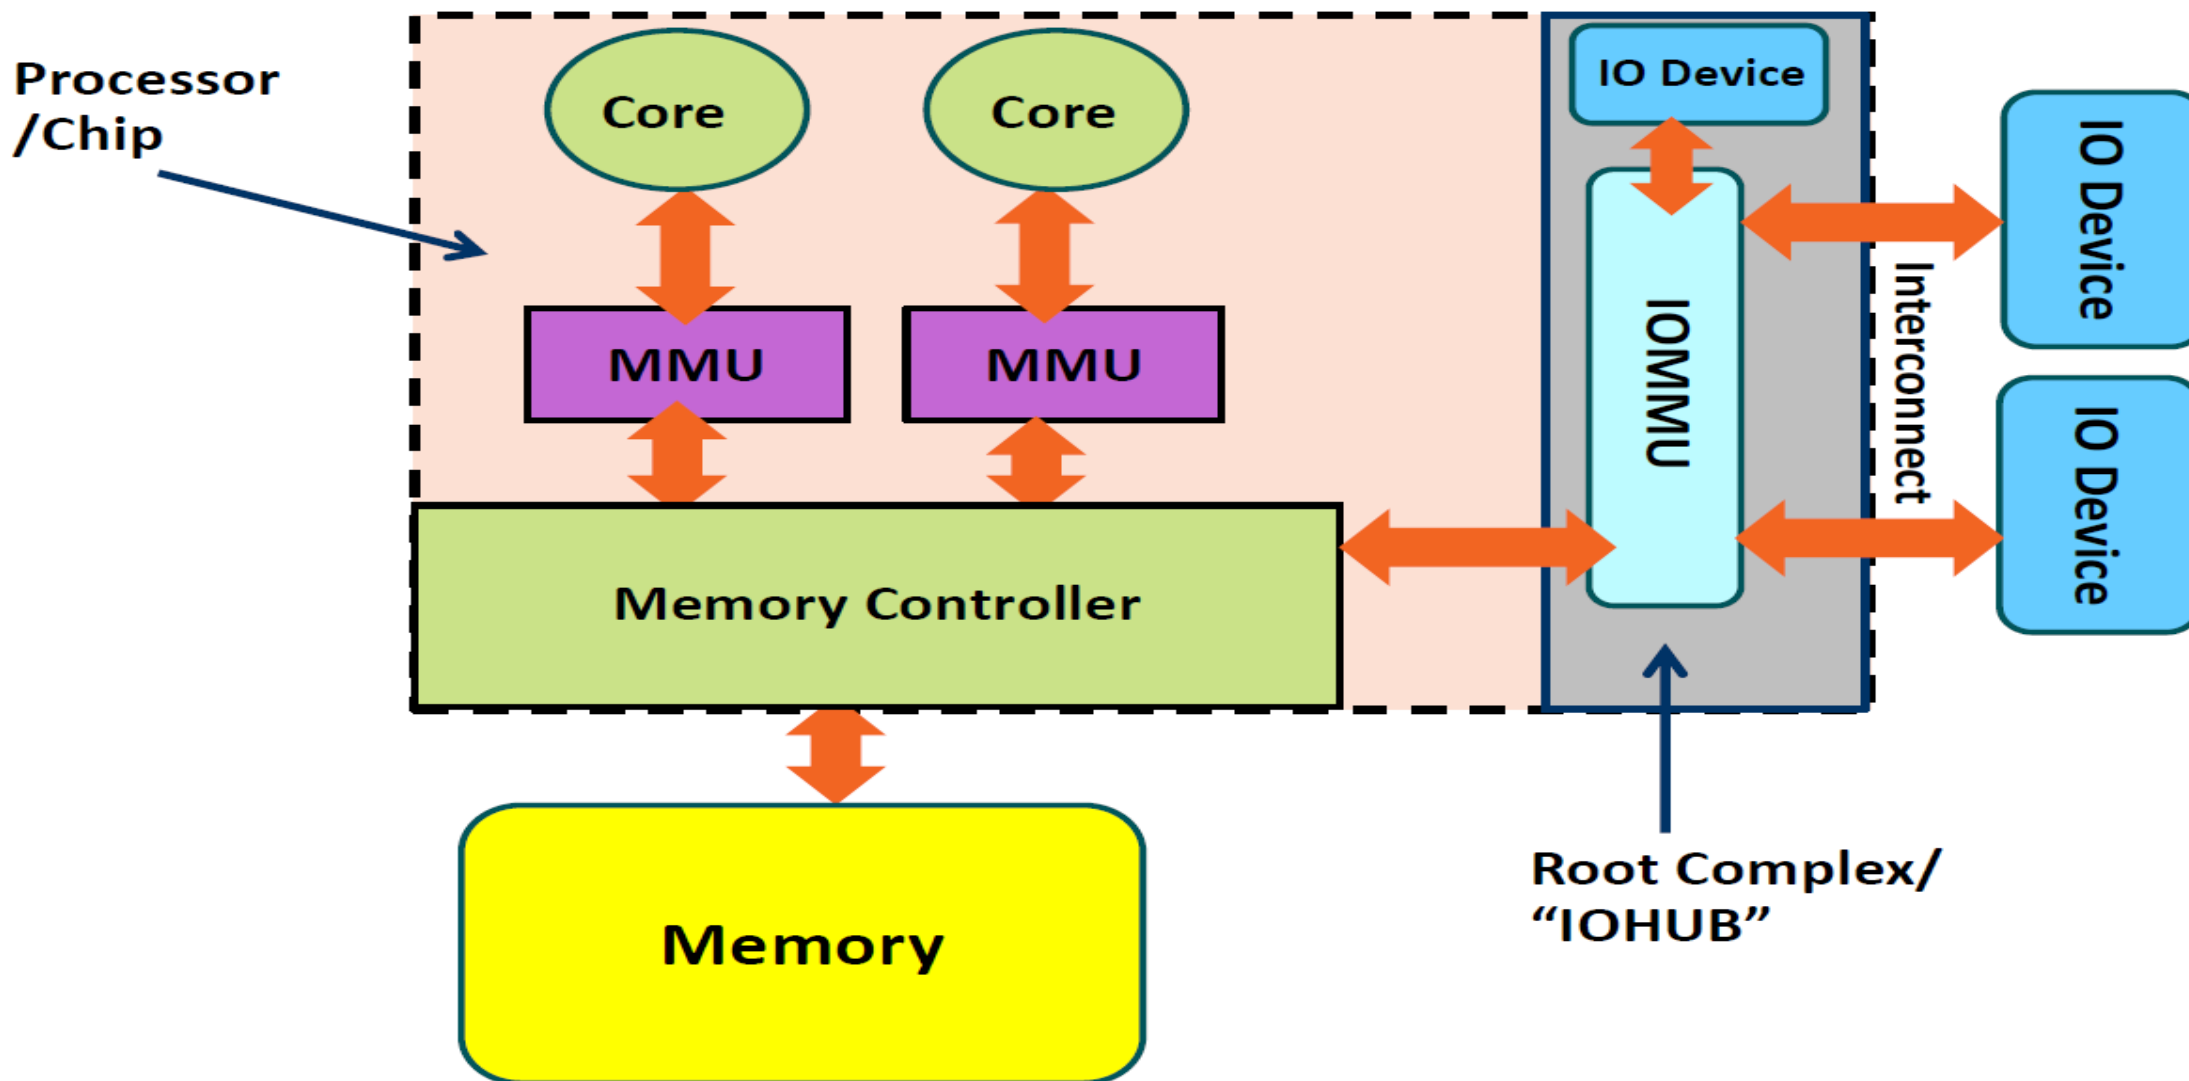 Processor
/Chip
Core
Core
IO Device
IO Device
MMU
MMU
IOMMU
Interconnect
IO Device
Memory Controller
Root Complex/
“IOHUB”
Memory